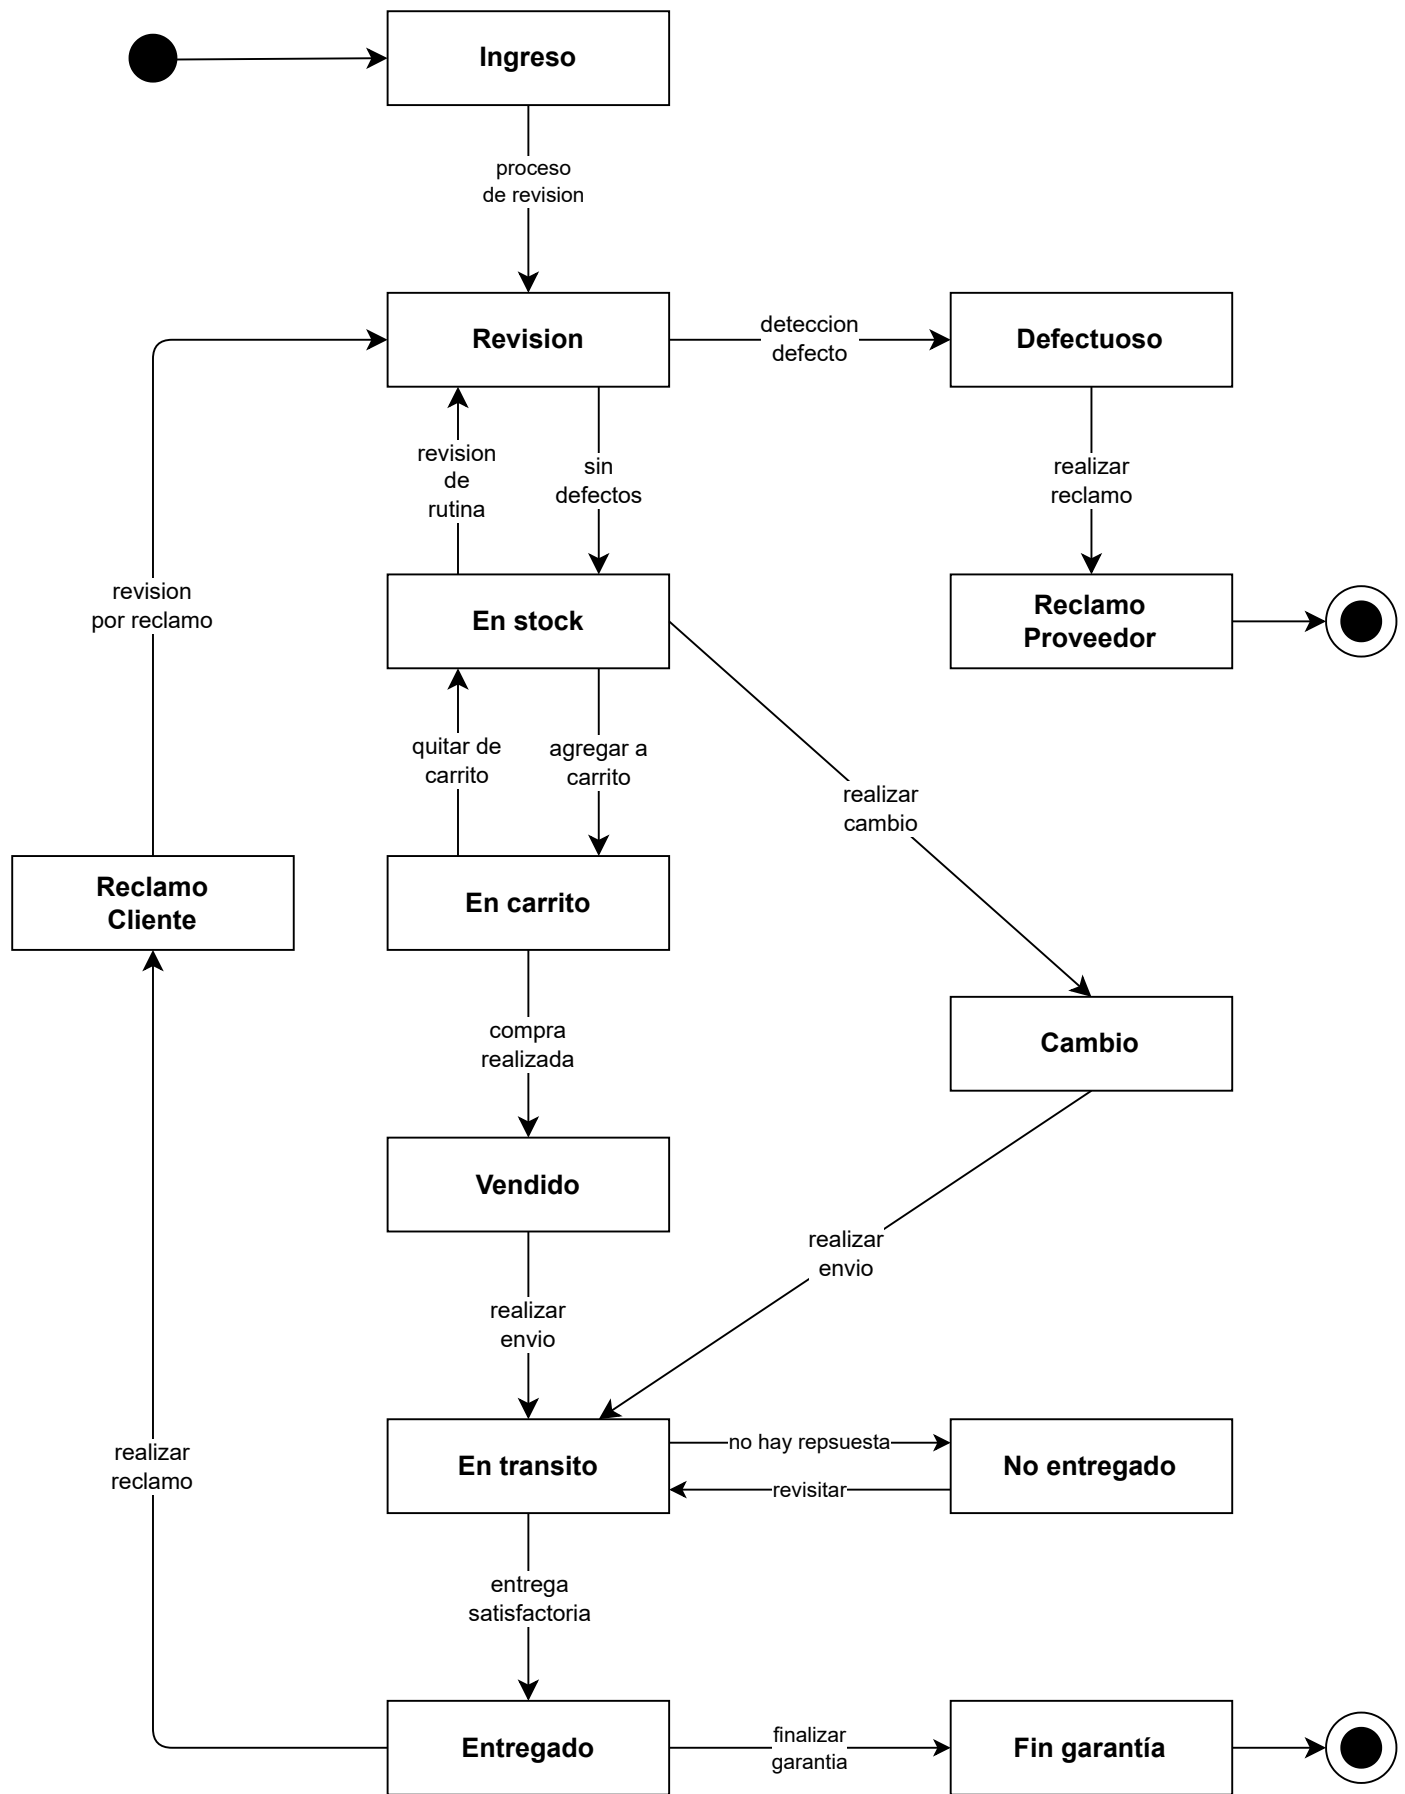 Ingreso
proceso
de revision
Revision
deteccion
defecto
Defectuoso
revision
de
rutina
sin
defectos
realizar
reclamo
revision
por reclamo
En stock
Reclamo
Proveedor
quitar de
carrito
agregar a
carrito
realizar
cambio
Reclamo
Cliente
En carrito
compra
realizada
Cambio
Vendido
realizar
envio
realizar
envio
En transito
no hay repsuesta
revisitar
No entregado
realizar
reclamo
entrega
satisfactoria
Entregado
finalizar
garantia
Fin garantía